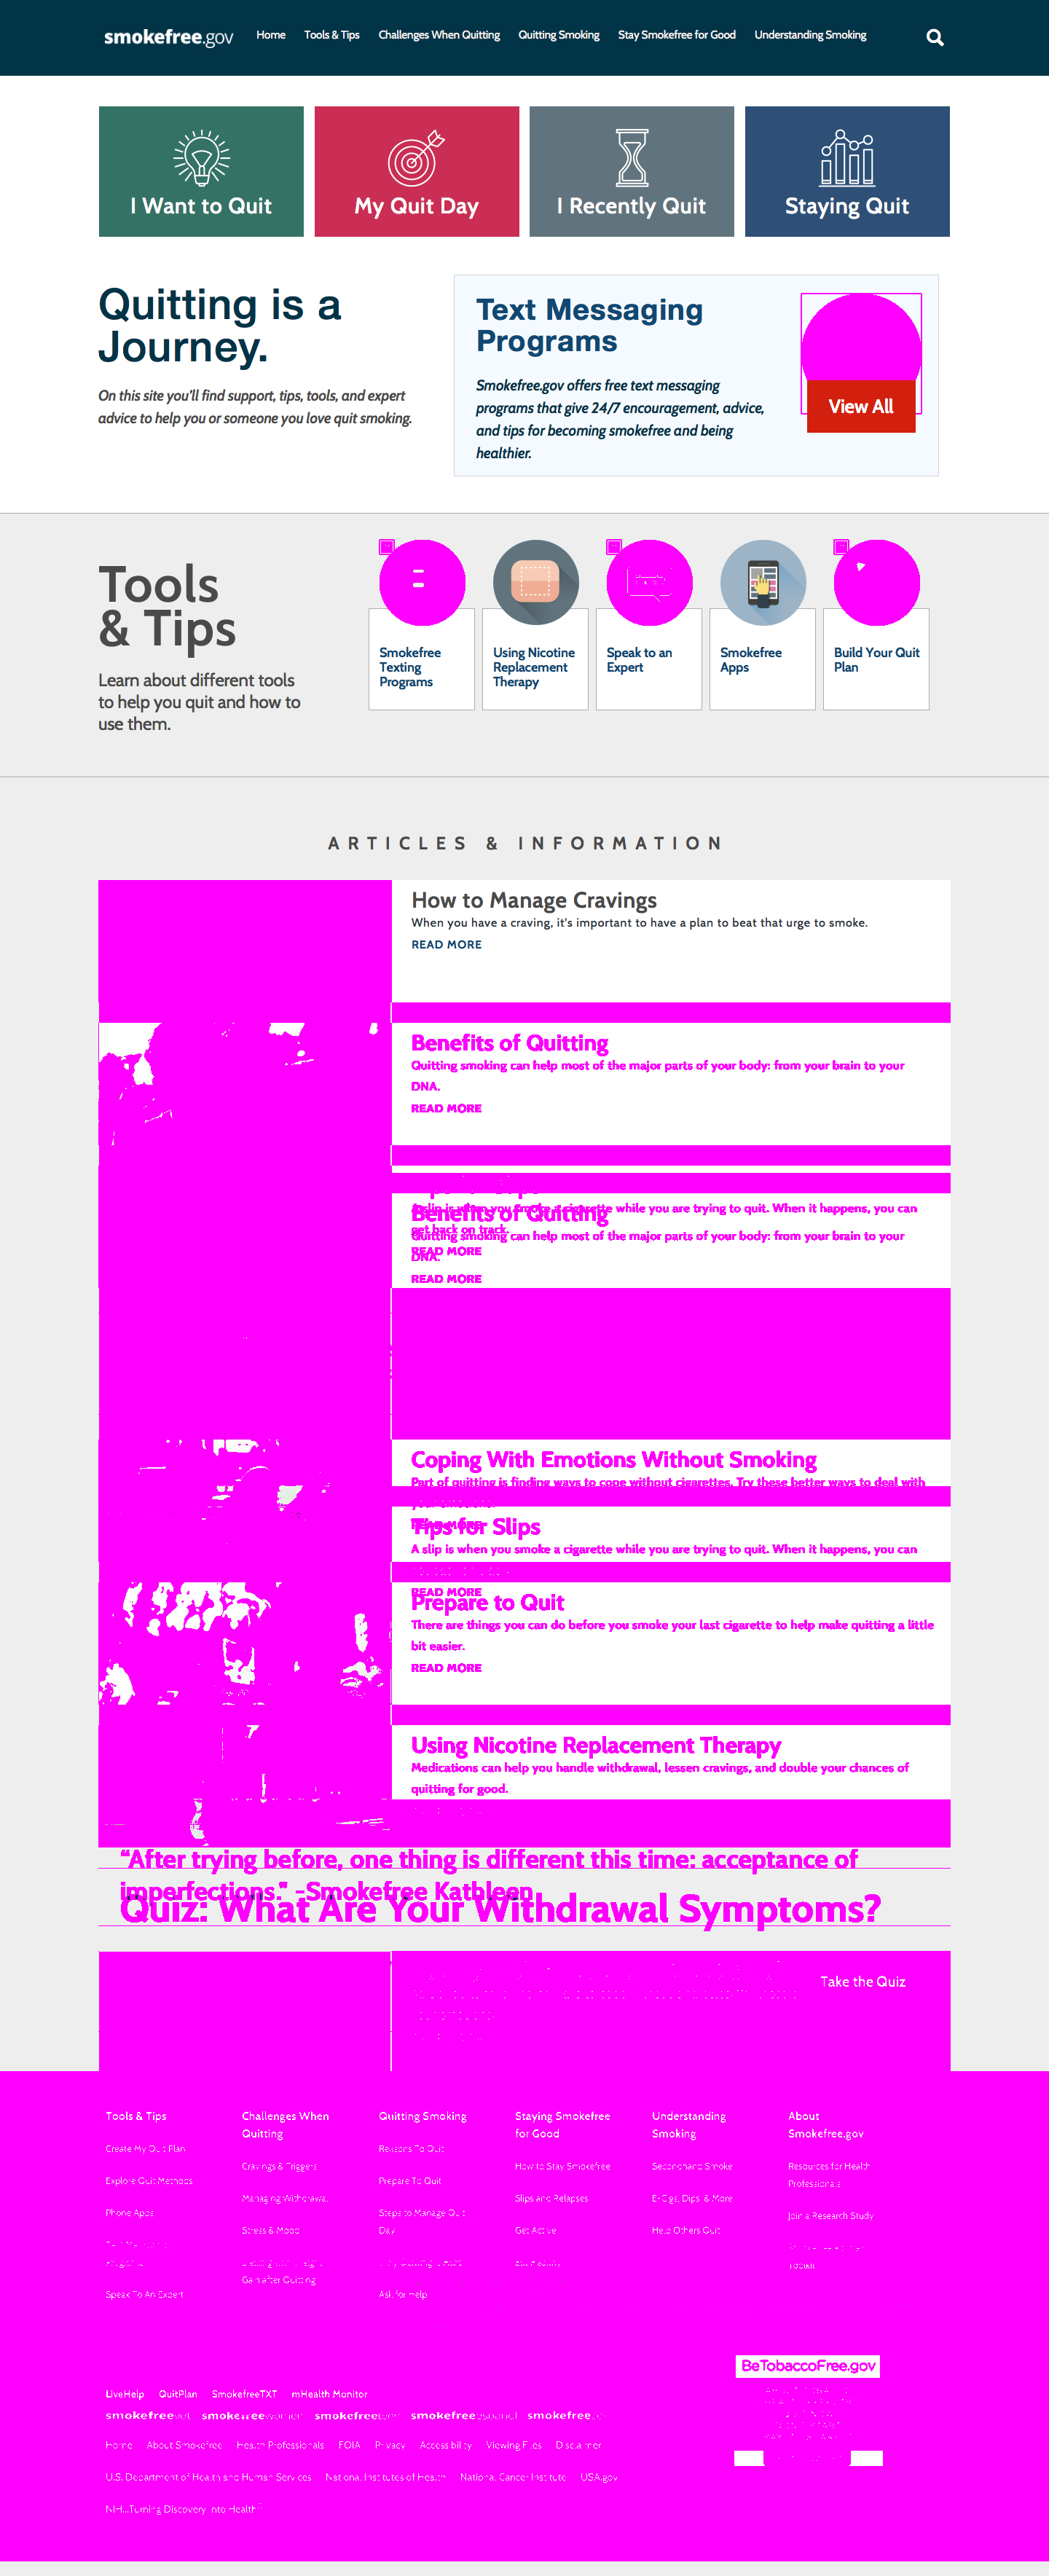 smokefree.gov
Home Tools & Tips Challenges When Quitting Quitting Smoking Stay Smokefree for Good Understanding Smoking
I Want to Quit
My Quit Day
I Recently Quit
Staying Quit
Quitting is a
Journey.
On this site you'll find support, tips, tools, and expert
advice to help you or someone you love quit smoking.
Text Messaging
Programs
Smokefree.gov offers free text messaging
programs that give 24/7 encouragement, advice,
and tips for becoming smokefree and being
healthier.
View All
Tools
& Tips
Learn about different tools
to help you quit and how to
use them.
Smokefree
Texting
Programs
Using Nicotine
Replacement
Therapy
Speak to an
Expert
Smokefree
Apps
Build Your Quit
Plan
ARTICLES & INFORMATION
How to Manage Cravings
When you have a craving, it's important to have a plan to beat that urge to smoke.
READ MORE
Benefits of Quitting
Quitting smoking can help most of the major parts of your body: from your brain to your
DNA.
READ MORE
A slip is when you smoke a cigarette while you are trying to quit. When it happens, you can
Benefits of Quitting
get back on track.
Quitting smoking can help most of the major parts of your body: from your brain to your
READ MORE
DNA.
READ MORE
Coping With Emotions Without Smoking
Part of quitting is finding ways to cope without cigarettes. Try these better ways to deal with
READ MORE
Tips for Slips
A slip is when you smoke a cigarette while you are trying to quit. When it happens, you can
READ MORE
Prepare to Quit
There are things you can do before you smoke your last cigarette to help make quitting a little
bit easier.
READ MORE
Using Nicotine Replacement Therapy
Medications can help you handle withdrawal, lessen cravings, and double your chances of
quitting for good.
“After trying before, one thing is different this time: acceptance of
imperfections." -Smokefree Kathleen
Quiz: What Are Your Withdrawal Symptoms?
Take the Quiz
Tools & Tips
Create My Quit Plan
Explore Quit Methods
Phone Apps
Speak To An Expert
Challenges When
Quitting
Cravings & Triggers
Managing Withdrawal
Stress & Mood
Gain after Quitting
Quitting Smoking
Reasons To Quit
Prepare To Quit
Steps to Manage Quit
Day
Ask for Help
Staying Smokefree
for Good
How to Stay Smokefree
Slips and Relapses
Get Active
Understanding
Smoking
Secondhand Smoke
E-Cigs, Dips & More
Help Others Quit
About
Smokefree.gov
Resources for Health
Professionals
Join a Research Study
Toolkit
BeTobaccoFree.gov
LiveHelp QuitPlan SmokefreeTXT mHealth Monitor
smokefreevet smokefreewomen smokefreeteen smokefreeespanol smokefree
Home About Smokefree Health Professionals FOIA Privacy Accessibility Viewing Files Disclaimer
U.S. Department of Health and Human Services National Institutes of Health National Cancer Institute USA.gov
NIH...Turning Discovery Into Health